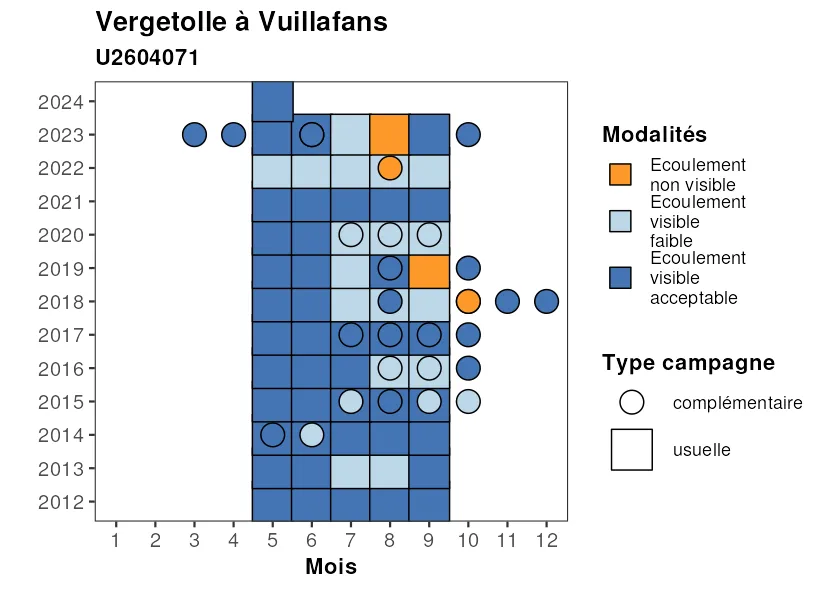 Vergetolle à Vuillafans
U2604071
2024
2023
2022
2021
2020
2019
2018
2017
2016
2015
2014
2013
2012
1 2 3 4 5 6 7 8 9 10 11 12
Mois
Modalités
Ecoulement
non visible
Ecoulement
visible
faible
Ecoulement
visible
acceptable
Type campagne
complémentaire
usuelle